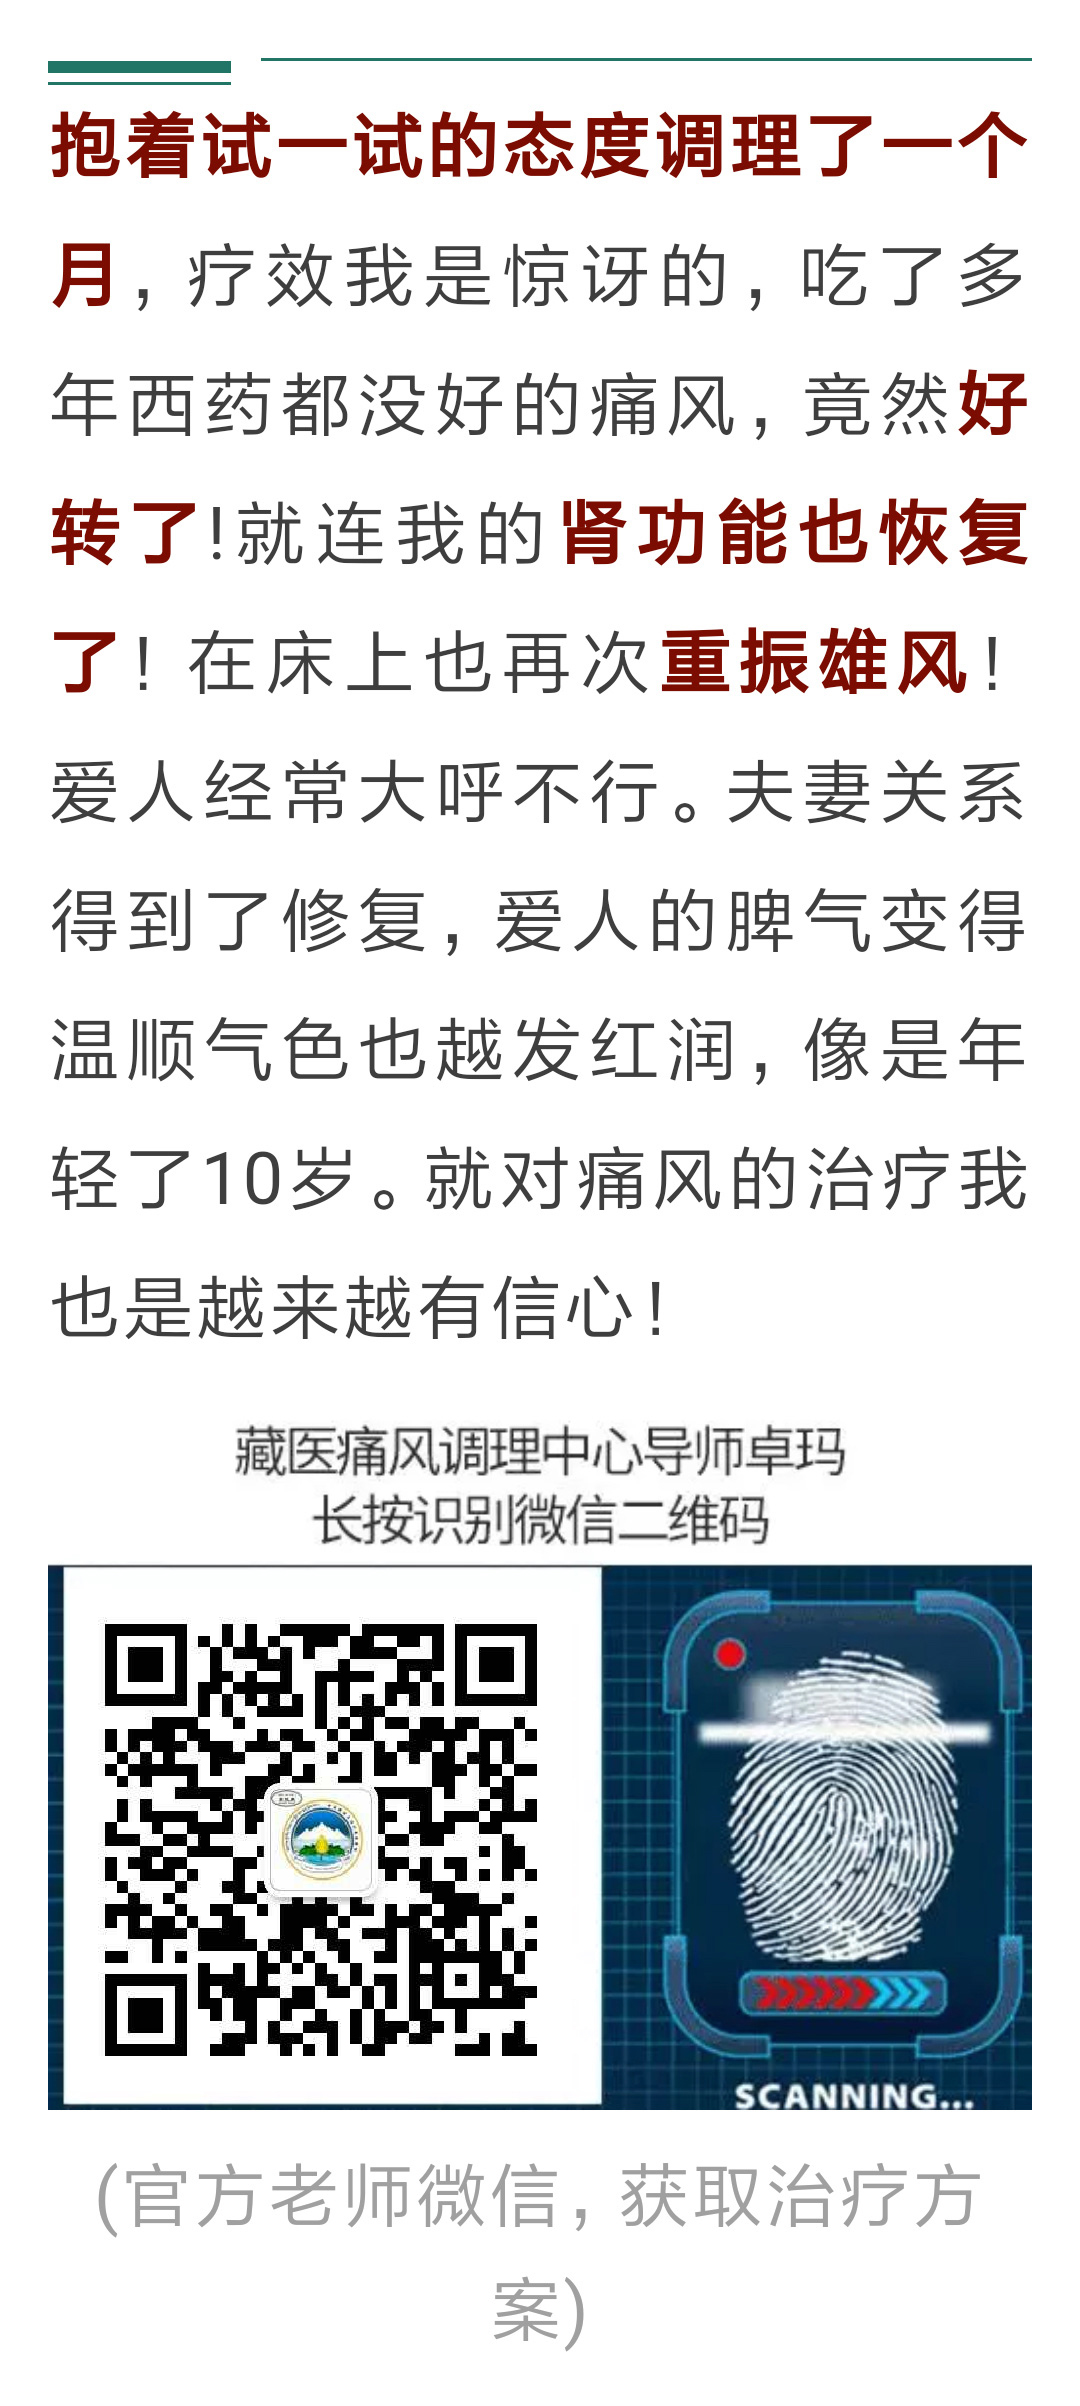 抱着试一试的态度调理了一个
月，疗效我是惊讶的，吃了多
年西药都没好的痛风，竟然好
转了!就连我的肾功能也恢复
了！在床上也再次重振雄风！
爱人经常大呼不行。夫妻关系
得到了修复，爱人的脾气变得
温顺气色也越发红润，像是年
轻了10岁。就对痛风的治疗我
也是越来越有信心！
藏医痛风调理中心导师卓玛
长按识别微信二维码
SCANNING...
(官方老师微信，获取治疗方
案)